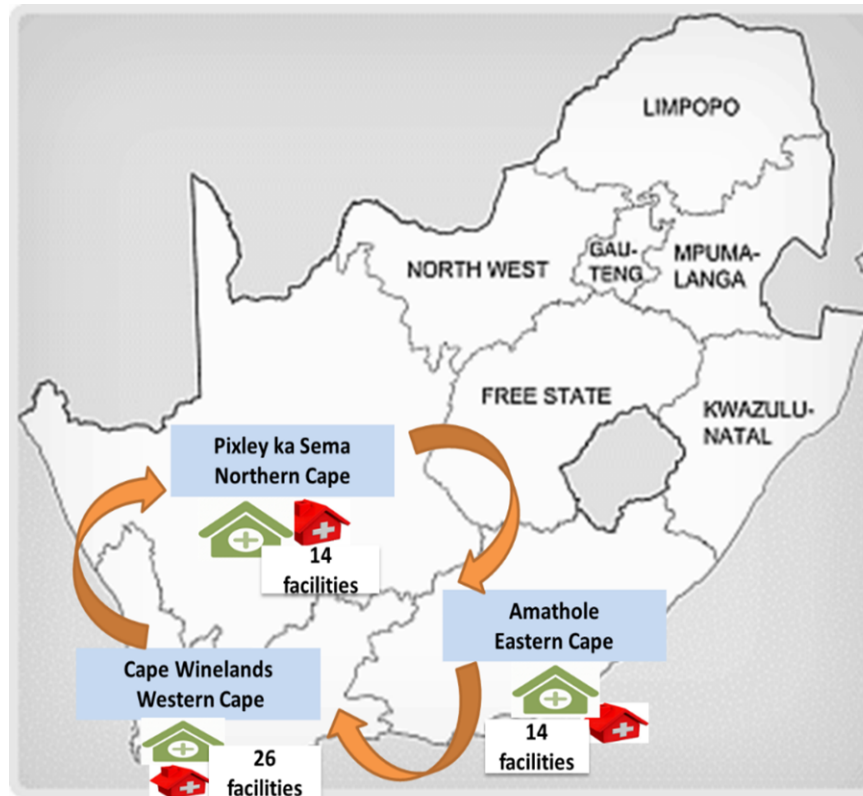 LIMPOPO
GAU-
TENG
MPUMA-
LANGA
NORTH WEST
FREE STATE
KWAZULU-
NATAL
Pixley ka Sema
Northern Cape
14
facilities
Amathole
Eastern Cape
14
facilities
Cape Winelands
Western Cape
26
facilities